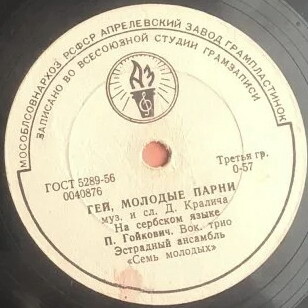 МОСОБЛСОВНАРХОЗ РСФСР АПРЕЛЕВСКИЙ ЗАВОД ГРАМПЛАСТИНОК
ЗАПИСАНО ВО ВСЕСОЮЗНОЙ СТУДИИ ГРАМЗАПИСИ
АЗ
ГОСТ 5289-56
0040876
Третья гр.
0-57
ГЕЙ, МОЛОДЫЕ ПАРНИ
муз. и сл. Д. Кралича
На сербском языке
П. Гойкович. Вок. трио
Эстрадный ансамбль
«Семь молодых»